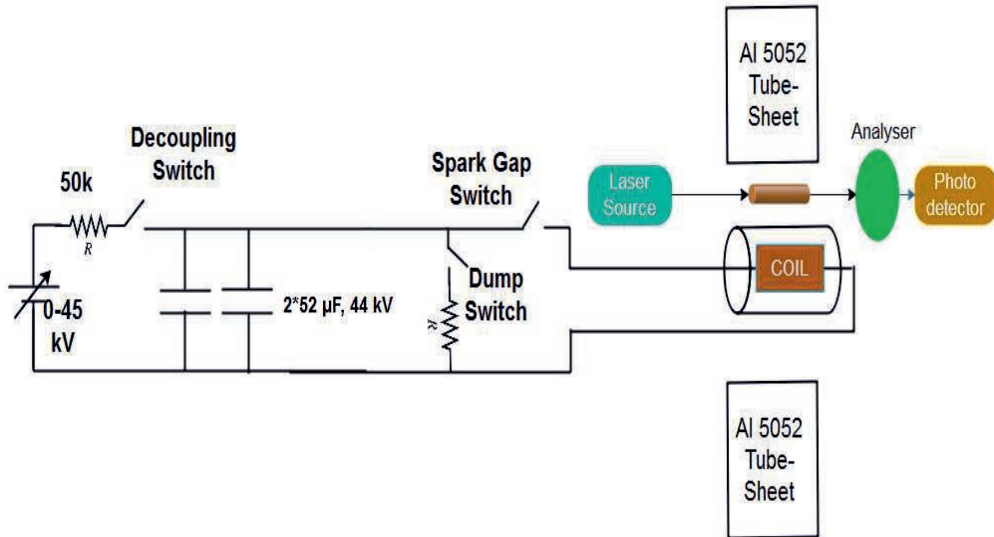 Al 5052
Tube-
Sheet
Decoupling
Switch
50k
R
0-45
kV
2*52 µF, 44 kV
Spark Gap
Switch
Dump
Switch
R
Laser
Source
Analyser
Photo
detector
COIL
Al 5052
Tube-
Sheet